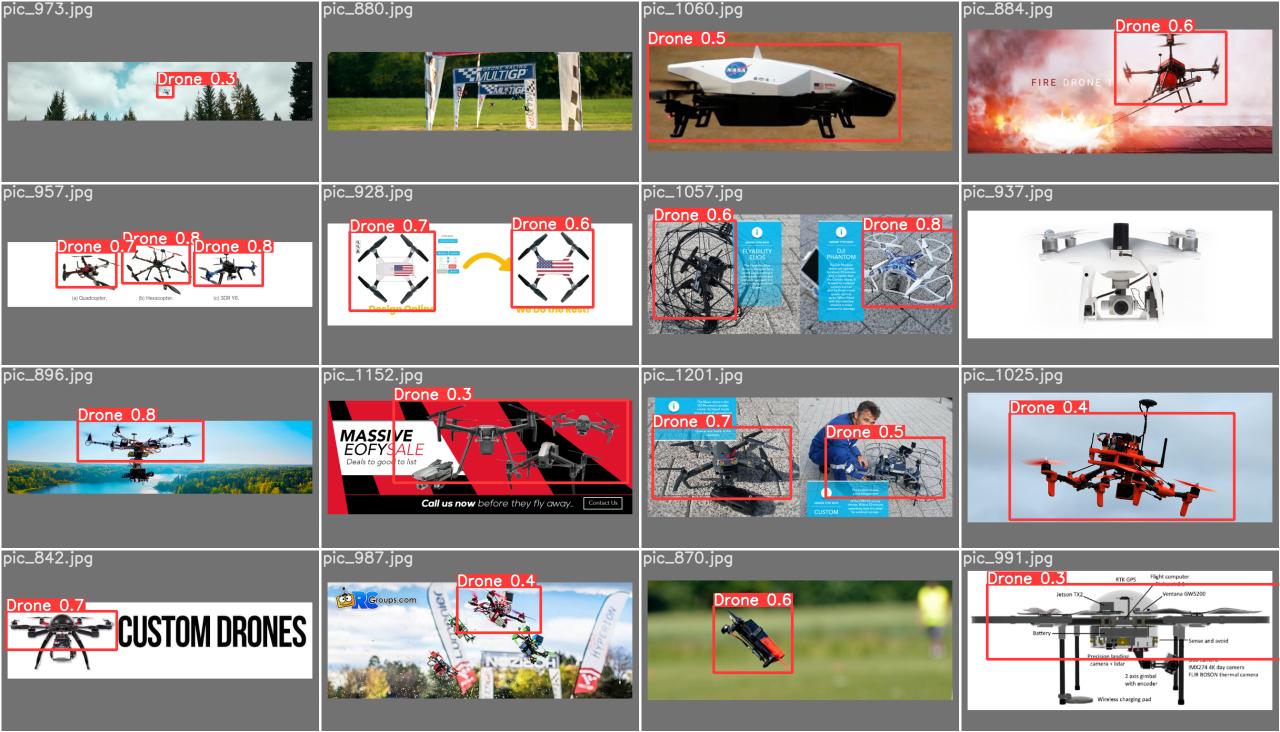 pic_973.jpg
Drone 0.3
pic_880.jpg
DRONE RACING
MULTIGP
pic_1060.jpg
Drone 0.5
NASA
pic_884.jpg
Drone 0.6
FIRE DRONE
pic_957.jpg
Drone 0.7
Drone 0.8
Drone 0.8
(a) Quadcopter.
(b) Hexacopter.
(c) 3DR Y6.
pic_928.jpg
Drone 0.7
Drone 0.6
Design Online
We Do the Rest!
pic_1057.jpg
Drone 0.6
Drone 0.8
FLYABILITY
ELIOS
DJI
PHANTOM
pic_937.jpg
pic_896.jpg
Drone 0.8
pic_1152.jpg
Drone 0.3
MASSIVE
EOFYSALE
Deals to good to list
Call us now before they fly away..
Contact Us
pic_1201.jpg
Drone 0.7
Drone 0.5
CUSTOM
pic_1025.jpg
Drone 0.4
pic_842.jpg
Drone 0.7
CUSTOM DRONES
pic_987.jpg
Drone 0.4
RCGroups.com
HYPERION
pic_870.jpg
Drone 0.6
pic_991.jpg
Drone 0.3
RTK GPS
Flight computer
Jetson TX2
Ventana GW5200
Battery
Sense and avoid
Precision landing
camera + lidar
IMX274 4K day camera
FLIR BOSON thermal camera
2 axis gimbal
with encoder
Wireless charging pad